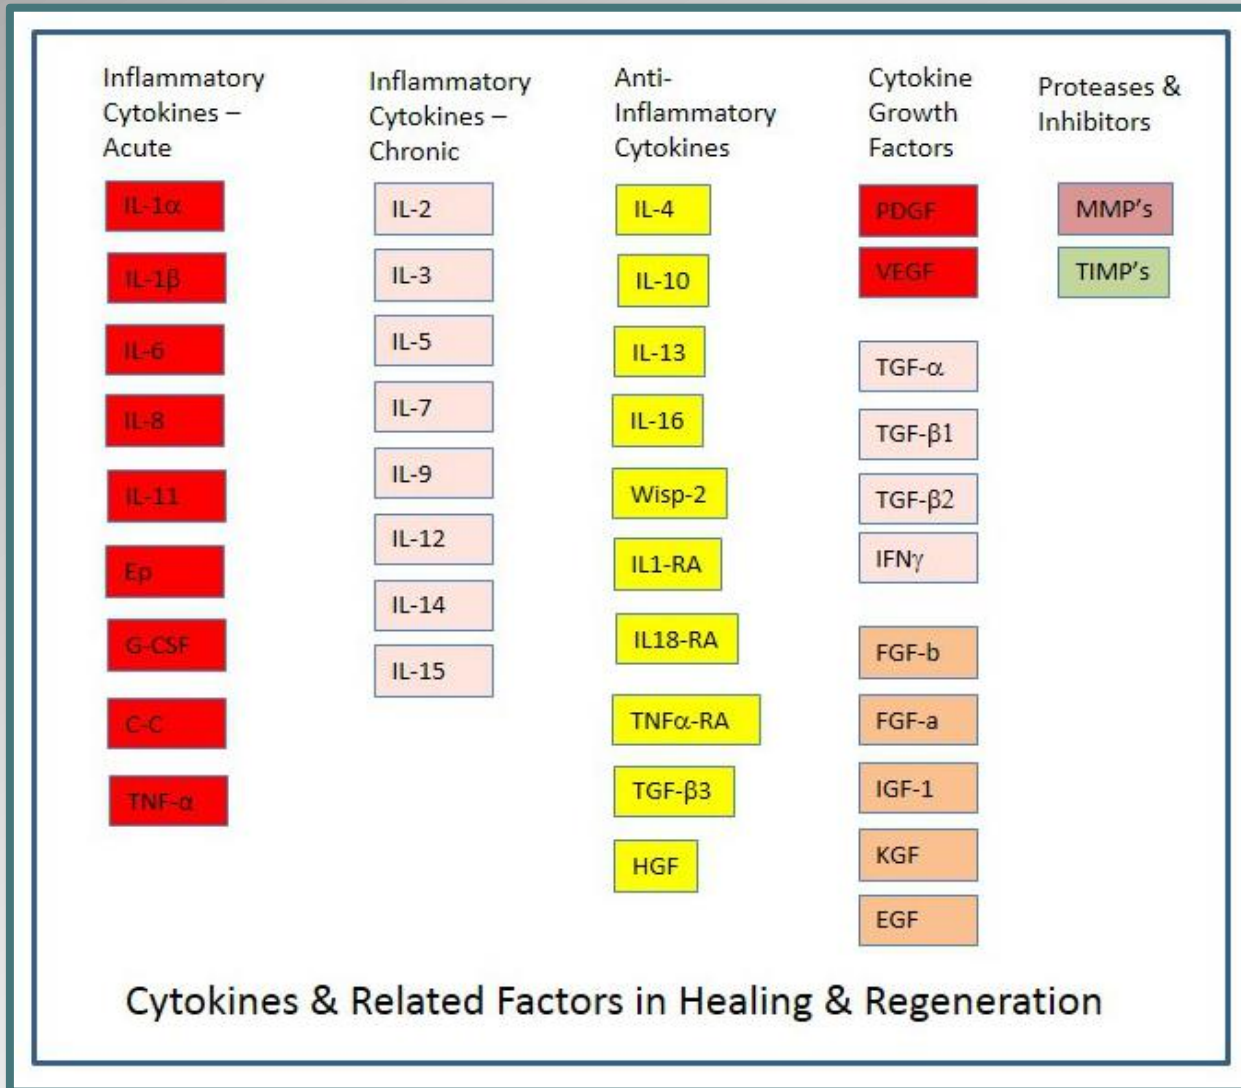 Inflammatory
Cytokines –
Acute
IL-1α
IL-1β
IL-6
IL-8
IL-11
Ep
G-CSF
C-C
TNF-α
Inflammatory
Cytokines –
Chronic
IL-2
IL-3
IL-5
IL-7
IL-9
IL-12
IL-14
IL-15
Anti-
Inflammatory
Cytokines
IL-4
IL-10
IL-13
IL-16
Wisp-2
IL1-RA
IL18-RA
TNFα-RA
TGF-β3
HGF
Cytokine
Growth
Factors
PDGF
VEGF
TGF-α
TGF-β1
TGF-β2
IFNγ
FGF-b
FGF-a
IGF-1
KGF
EGF
Proteases &
Inhibitors
MMP's
TIMP's
Cytokines & Related Factors in Healing & Regeneration